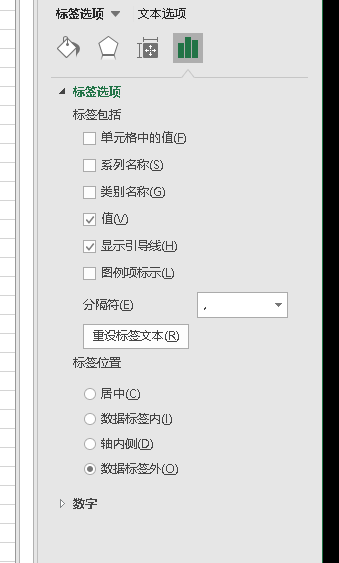 标签选项 文本选项
标签选项
标签包括
单元格中的值(F)
系列名称(S)
类别名称(G)
值(V)
显示引导线(H)
图例项标示(L)
分隔符(E) ,
重设标签文本(R)
标签位置
居中(C)
数据标签内(I)
轴内侧(D)
数据标签外(O)
数字